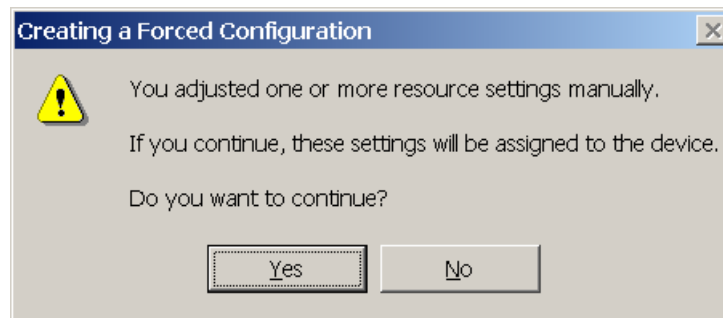 Creating a Forced Configuration
You adjusted one or more resource settings manually.
If you continue, these settings will be assigned to the device.
Do you want to continue?
Yes
No